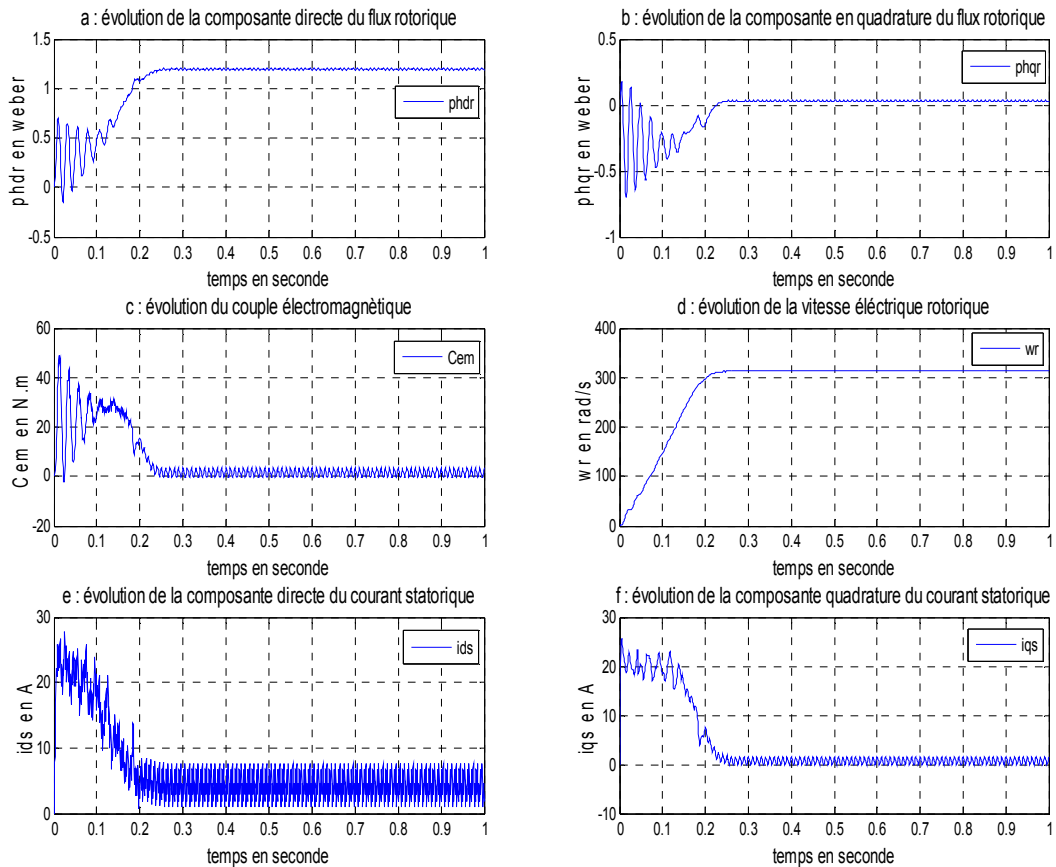 a : évolution de la composante directe du flux rotorique
phdr en weber
1.5
1
0.5
0
-0.5
phdr
0 0.1 0.2 0.3 0.4 0.5 0.6 0.7 0.8 0.9 1
temps en seconde
b : évolution de la composante en quadrature du flux rotorique
phqr en weber
0.5
0
-0.5
-1
phqr
0 0.1 0.2 0.3 0.4 0.5 0.6 0.7 0.8 0.9 1
temps en seconde
c : évolution du couple électromagnètique
Cem en N.m
60
40
20
0
-20
Cem
0 0.1 0.2 0.3 0.4 0.5 0.6 0.7 0.8 0.9 1
temps en seconde
d : évolution de la vitesse éléctrique rotorique
wr en rad/s
400
300
200
100
0
wr
0 0.1 0.2 0.3 0.4 0.5 0.6 0.7 0.8 0.9 1
temps en seconde
e : évolution de la composante directe du courant statorique
ids en A
30
20
10
0
ids
0 0.1 0.2 0.3 0.4 0.5 0.6 0.7 0.8 0.9 1
temps en seconde
f : évolution de la composante quadrature du courant statorique
iqs en A
30
20
10
0
-10
iqs
0 0.1 0.2 0.3 0.4 0.5 0.6 0.7 0.8 0.9 1
temps en seconde